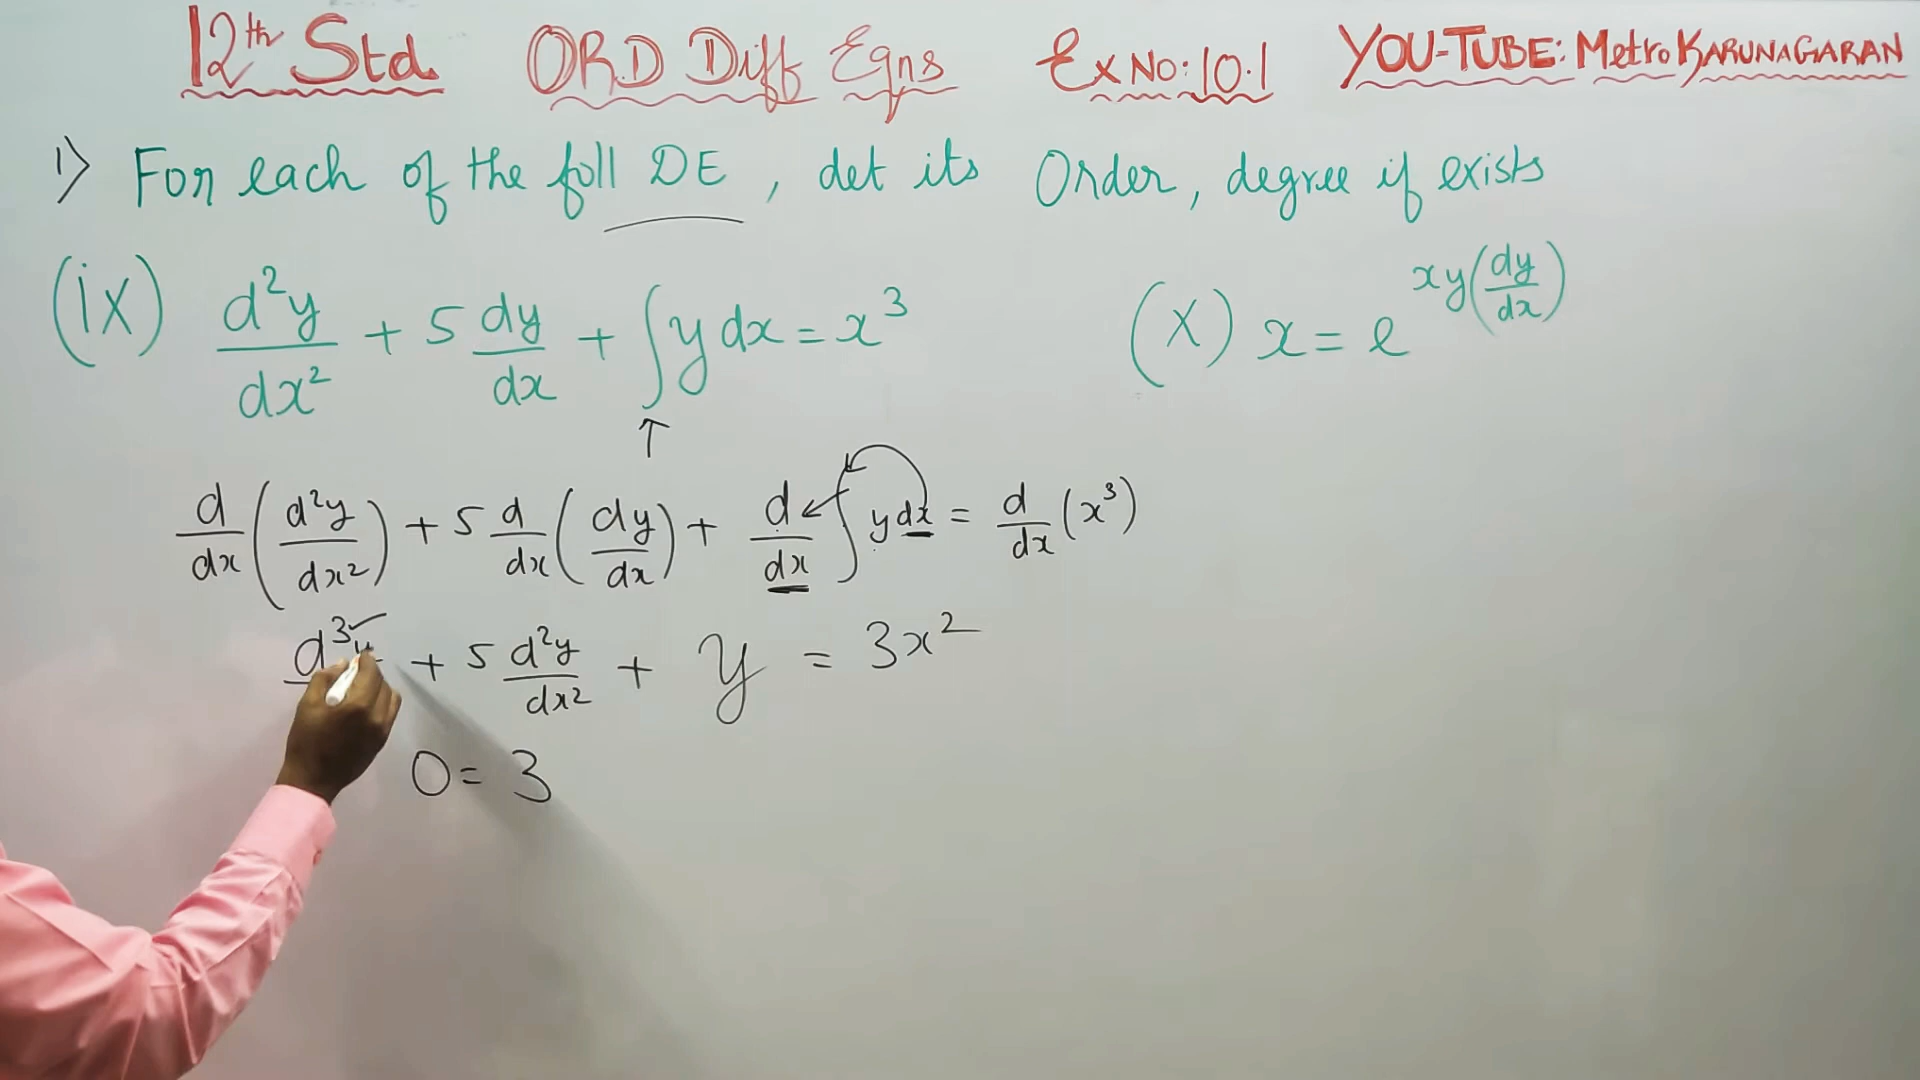 12th Std ORD Diff Eqns Ex No: 10.1 YOU-TUBE: Metro KARUNAGARAN
1) For each of the foll DE, det its Order, degree if exists
(ix) d²y/dx² + 5 dy/dx + ∫ y dx = x³ (X) x = e^(xy(dy/dx))
↑
d/dx (d²y/dx²) + 5 d/dx (dy/dx) + d/dx ∫ y dx = d/dx (x³)
d³y + 5 d²y/dx² + y = 3x²
O = 3